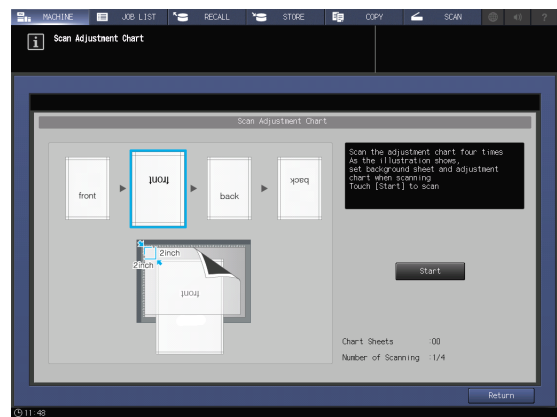 MACHINE JOB LIST RECALL STORE COPY SCAN ?
i Scan Adjustment Chart
Scan Adjustment Chart
front front back back
Scan the adjustment chart four times
As the illustration shows,
set background sheet and adjustment
chart when scanning
Touch [Start] to scan
2inch
2inch
front
Start
Chart Sheets :00
Number of Scanning :1/4
Return
11:48